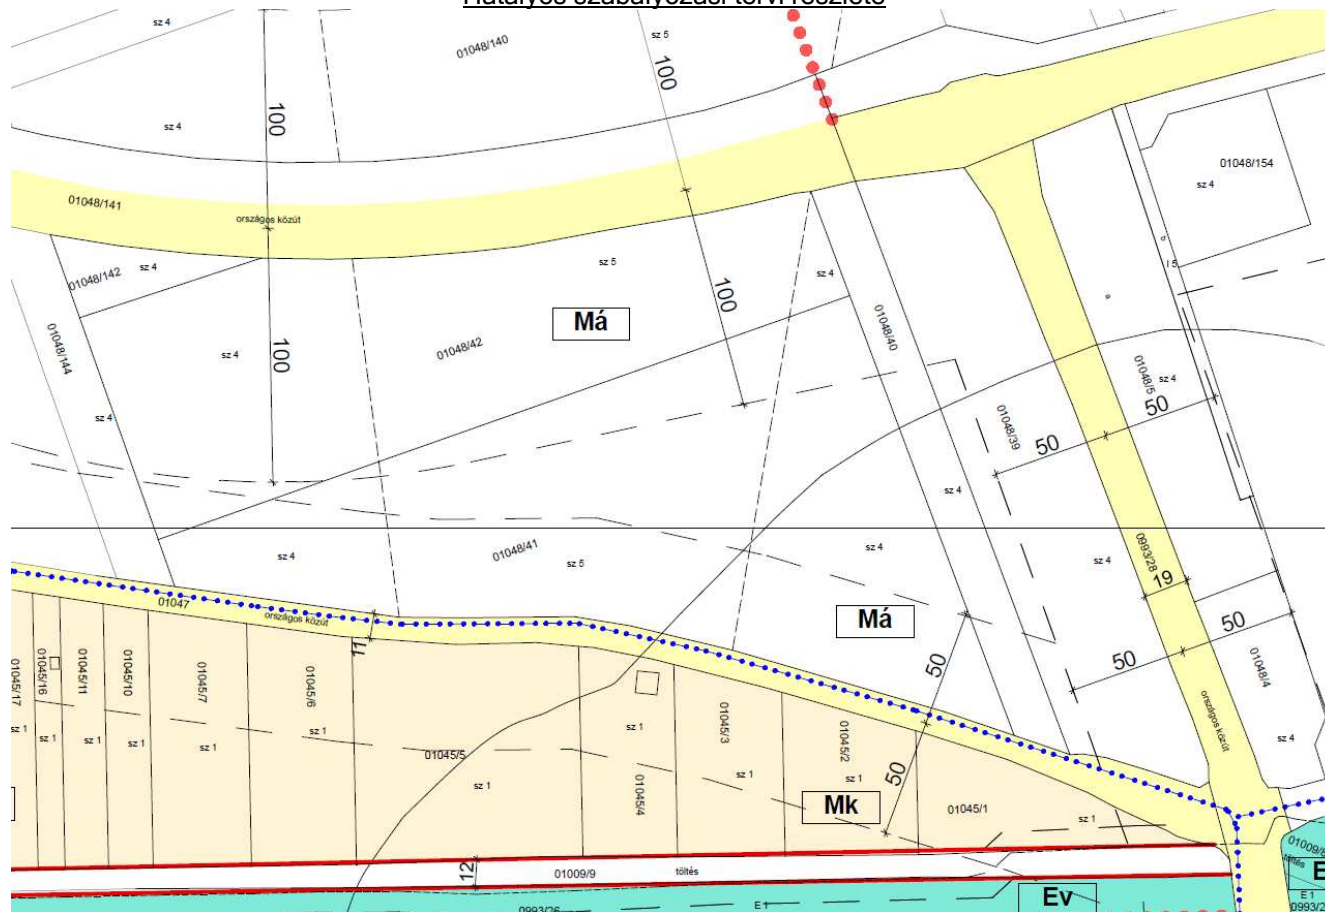 Hatályos szabályozási terv részlete
sz 4
01048/140
sz 5
100
100
sz 4
01048/154
sz 4
01048/141
országos közút
sz 4
01048/142
sz 5
sz 4
l 5
100
Má
01048/40
01048/144
100
sz 4
01048/42
01048/5
sz 4
50
sz 4
01048/39
50
sz 4
sz 4
01048/41
sz 5
sz 4
sz 4
0993/28
19
01047
országos közút
11
Má
50
50
50
01048/4
országos közút
sz 4
01045/17
01045/16
01045/11
01045/10
01045/7
01045/6
sz 1
sz 1
sz 1
sz 1
sz 1
sz 1
01045/5
sz 1
sz 1
01045/4
01045/3
sz 1
01045/2
sz 1
50
Mk
01045/1
sz 1
12
01009/9
töltés
0993/26
E 1
Ev
töltés
E 1